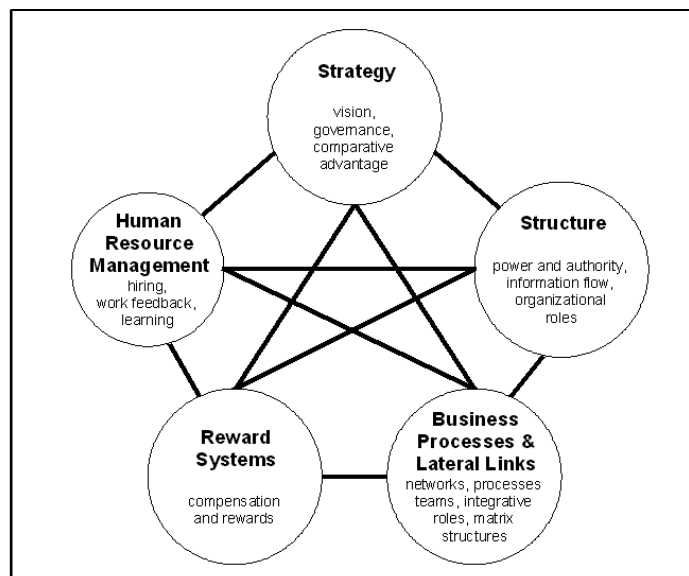 Strategy
vision,
governance,
comparative
advantage
Human
Resource
Management
hiring,
work feedback,
learning
Structure
power and authority,
information flow,
organizational
roles
Reward
Systems
compensation
and rewards
Business
Processes &
Lateral Links
networks, processes
teams, integrative
roles, matrix
structures